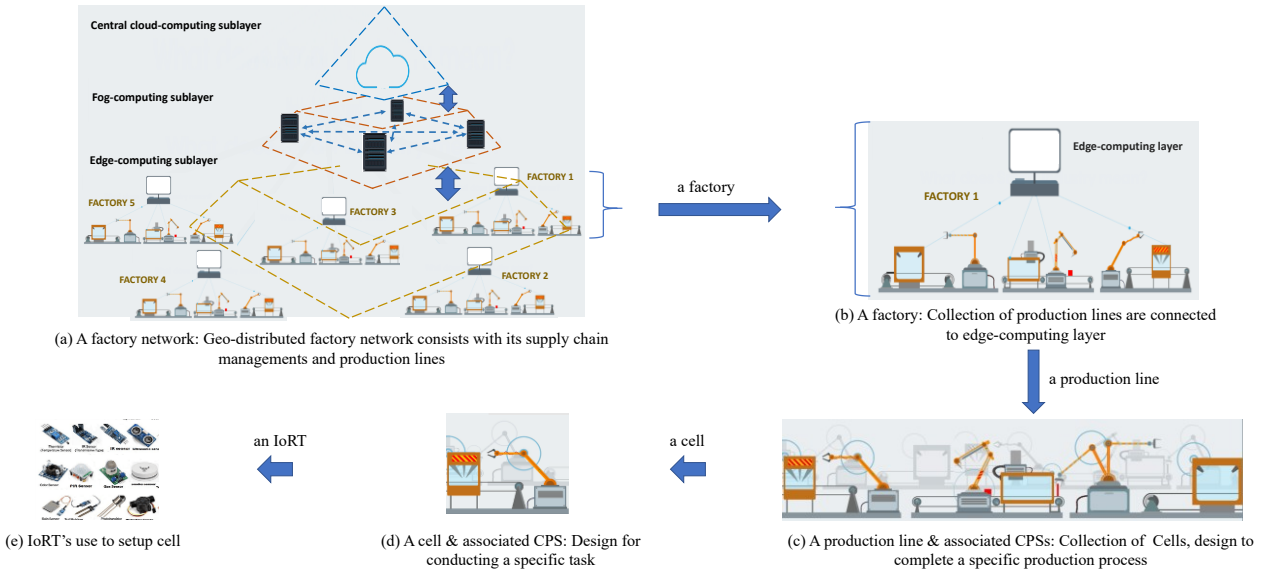 Central cloud-computing sublayer
Fog-computing sublayer
Edge-computing sublayer
FACTORY 1
FACTORY 5
FACTORY 3
FACTORY 4
FACTORY 2
(a) A factory network: Geo-distributed factory network consists with its supply chain
managements and production lines
a factory
Edge-computing layer
FACTORY 1
(b) A factory: Collection of production lines are connected
to edge-computing layer
a production line
(c) A production line & associated CPSs: Collection of Cells, design to
complete a specific production process
a cell
(d) A cell & associated CPS: Design for
conducting a specific task
an IoRT
PIR Sensor
(e) IoRT's use to setup cell